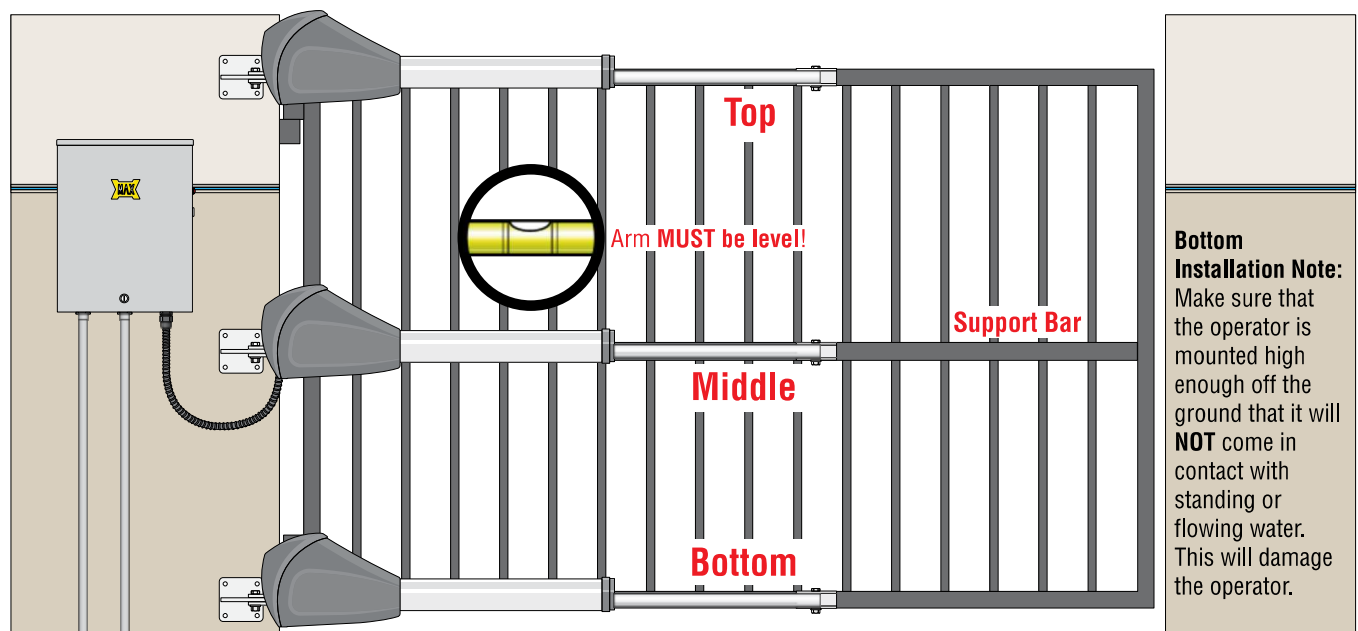 MAX
Top
Arm MUST be level!
Support Bar
Middle
Bottom
Bottom
Installation Note:
Make sure that
the operator is
mounted high
enough off the
ground that it will
NOT come in
contact with
standing or
flowing water.
This will damage
the operator.